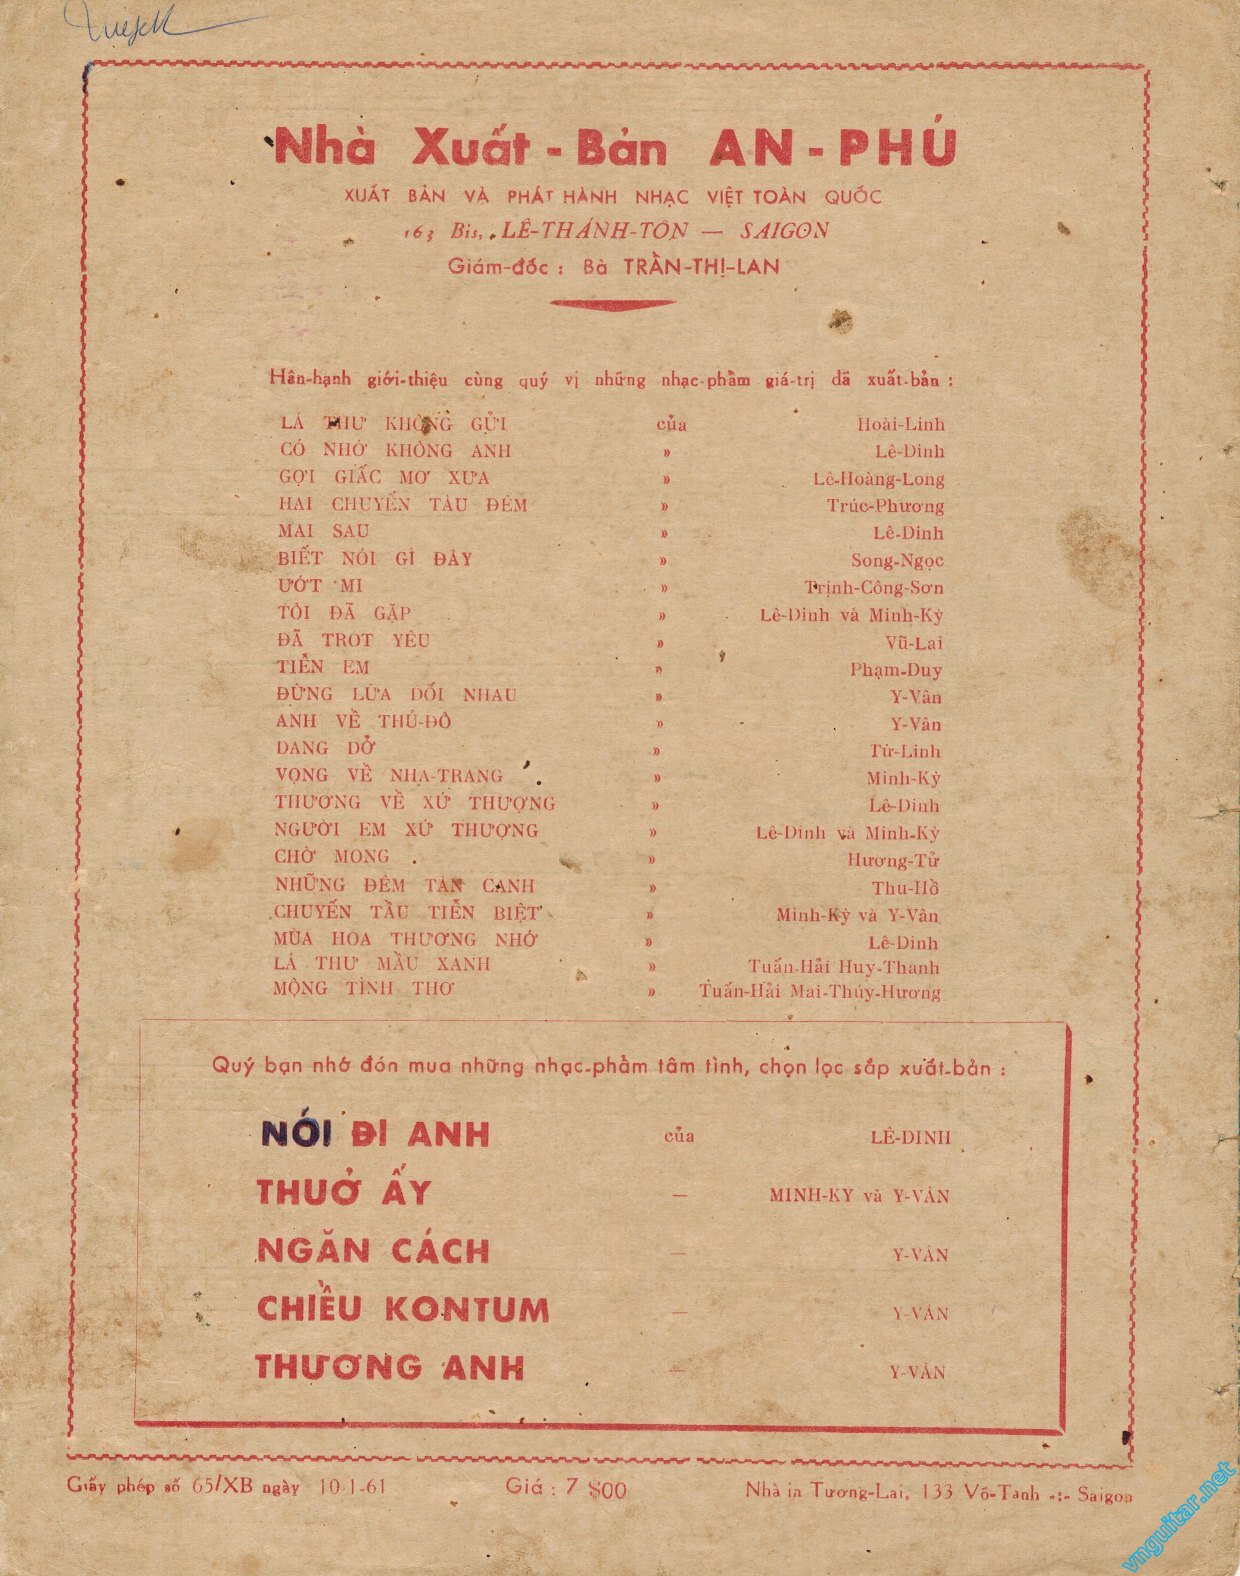 Nhà Xuất-Bản AN-PHÚ
XUẤT BẢN VÀ PHÁT HÀNH NHẠC VIỆT TOÀN QUỐC
163 Bis, LÊ-THÁNH-TÔN — SAIGON
Giám-đốc : Bà TRẦN-THỊ-LAN
Hân-hạnh giới-thiệu cùng quý vị những nhạc-phẩm giá-trị đã xuất-bản :
LÁ THƯ KHÔNG GỬI của Hoài-Linh
CÓ NHỚ KHÔNG ANH » Lê-Dinh
GỢI GIẤC MƠ XƯA » Lê-Hoàng-Long
HAI CHUYẾN TÀU ĐÊM » Trúc-Phương
MAI SAU » Lê-Dinh
BIẾT NÓI GÌ ĐÂY » Song-Ngọc
ƯỚT MI » Trịnh-Công-Sơn
TÔI ĐÃ GẶP » Lê-Dinh và Minh-Kỳ
ĐÃ TRÓT YÊU » Vũ-Lai
TIỄN EM » Phạm-Duy
ĐỪNG LỪA DỐI NHAU » Y-Vân
ANH VỀ THỦ-ĐÔ » Y-Vân
DANG DỞ » Từ-Linh
VỌNG VỀ NHA-TRANG » Minh-Kỳ
THƯƠNG VỀ XỨ THƯỢNG » Lê-Dinh
NGƯỜI EM XỨ THƯỢNG » Lê-Dinh và Minh-Kỳ
CHỜ MONG » Hương-Tử
NHỮNG ĐÊM TÀN CANH » Thu-Hồ
CHUYẾN TẦU TIỄN BIỆT » Minh-Kỳ và Y-Vân
MÙA HOA THƯƠNG NHỚ » Lê-Dinh
LÁ THƯ MẦU XANH » Tuấn-Hải Huy-Thanh
MỘNG TÌNH THƠ » Tuấn-Hải Mai-Thúy-Hương
Quý bạn nhớ đón mua những nhạc-phẩm tâm tình, chọn lọc sắp xuất-bản :
NÓI ĐI ANH của LÊ-DINH
THUỞ ẤY — MINH-KỲ và Y-VÂN
NGĂN CÁCH — Y-VÂN
CHIỀU KONTUM — Y-VÂN
THƯƠNG ANH — Y-VÂN
Giấy phép số 65/XB ngày 10-1-61 Giá : 7 $00 Nhà in Tương-Lai, 133 Võ-Tánh -:- Saigon
vnguitar.net